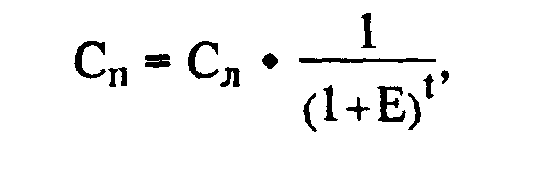 Сп = Сл • 1/(1+E)^t,